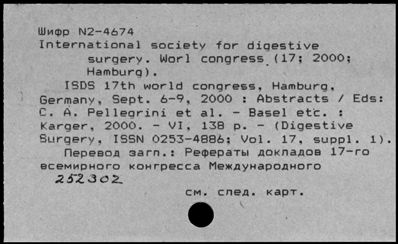 Шифр N2-4674
International society for digestive
surgery. Worl congress (17; 2000;
Hamburg).
ISDS 17th world congress, Hamburg,
Germany, Sept. 6-9, 2000 : Abstracts / Eds:
C. A. Pellegrini et al. - Basel etc. :
Karger, 2000. - VI, 138 p. - (Digestive
Surgery, ISSN 0253-4886; Vol. 17, suppl. 1).
Перевод загл.: Рефераты докладов 17-го
всемирного конгресса Международного
252302
см. след. карт.